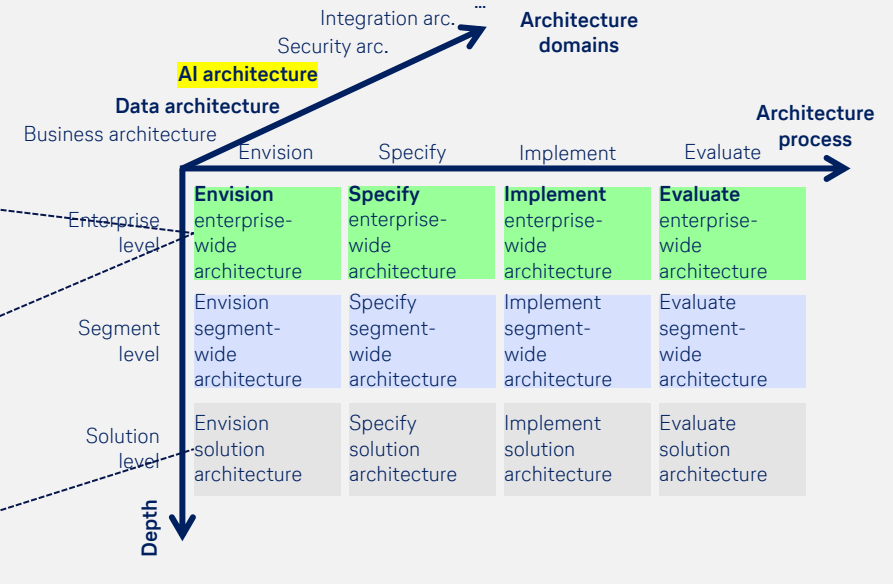 ...
Integration arc.
Architecture
domains
Security arc.
AI architecture
Data architecture
Business architecture
Architecture
process
Envision
Specify
Implement
Evaluate
Enterprise
level
Envision
enterprise-
wide
architecture
Specify
enterprise-
wide
architecture
Implement
enterprise-
wide
architecture
Evaluate
enterprise-
wide
architecture
Segment
level
Envision
segment-
wide
architecture
Specify
segment-
wide
architecture
Implement
segment-
wide
architecture
Evaluate
segment-
wide
architecture
Solution
level
Envision
solution
architecture
Specify
solution
architecture
Implement
solution
architecture
Evaluate
solution
architecture
Depth